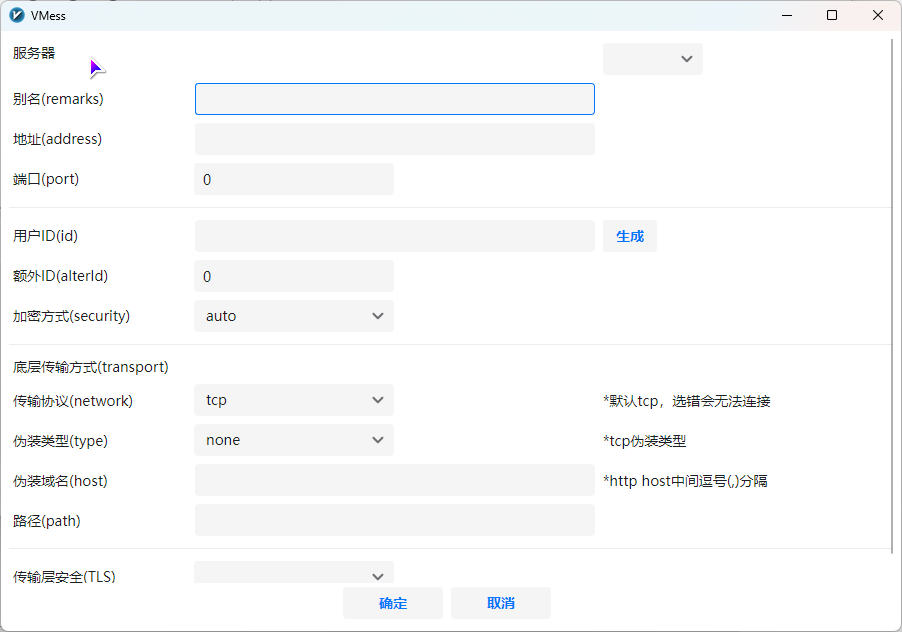 VMess
服务器
别名(remarks)
地址(address)
端口(port) 0
用户ID(id) 生成
额外ID(alterId) 0
加密方式(security) auto
底层传输方式(transport)
传输协议(network) tcp *默认tcp，选错会无法连接
伪装类型(type) none *tcp伪装类型
伪装域名(host) *http host中间逗号(,)分隔
路径(path)
传输层安全(TLS)
确定 取消